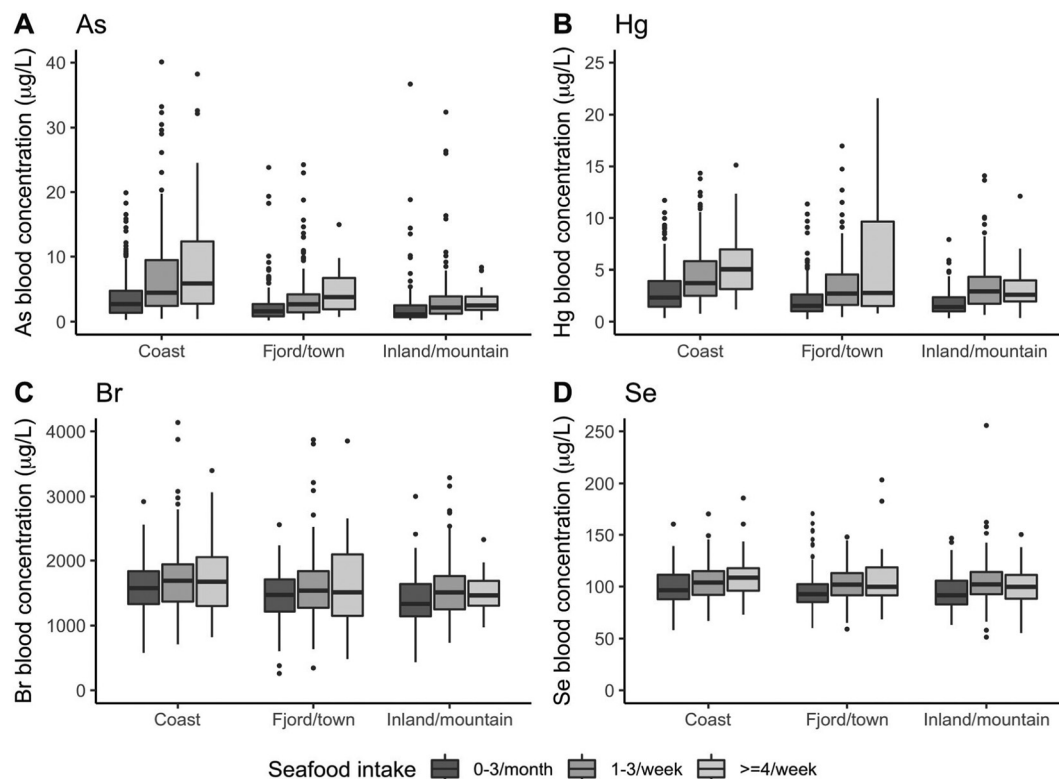 A As
As blood concentration (µg/L)
40
30
20
10
0
Coast Fjord/town Inland/mountain
B Hg
Hg blood concentration (µg/L)
25
20
15
10
5
0
Coast Fjord/town Inland/mountain
C Br
Br blood concentration (µg/L)
4000
3000
2000
1000
0
Coast Fjord/town Inland/mountain
D Se
Se blood concentration (µg/L)
250
200
150
100
50
0
Coast Fjord/town Inland/mountain
Seafood intake 0-3/month 1-3/week >=4/week